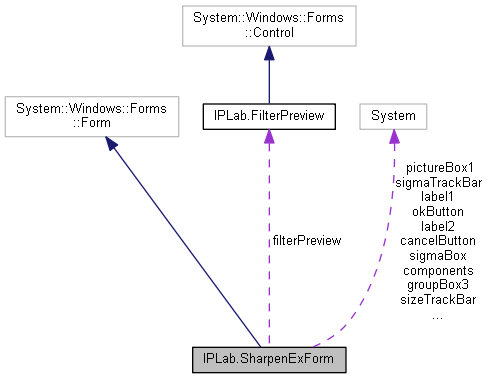 System::Windows::Forms
::Control
System::Windows::Forms
::Form
IPLab.FilterPreview
System
pictureBox1
sigmaTrackBar
label1
okButton
label2
cancelButton
sigmaBox
components
groupBox3
sizeTrackBar
...
filterPreview
IPLab.SharpenExForm